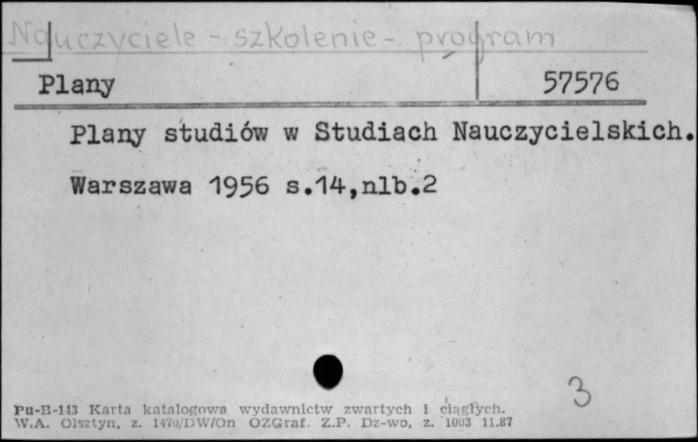 Nauczyciele - szkolenie - program
Plany 57576
Plany studiów w Studiach Nauczycielskich.
Warszawa 1956 s.14,nlb.2
3
Pu-B-143 Karta katalogowa wydawnictw zwartych i ciągłych.
W.A. Olsztyn, z. 1470/DW/On OZGraf. Z.P. Dz-wo, z. 1003 11.87